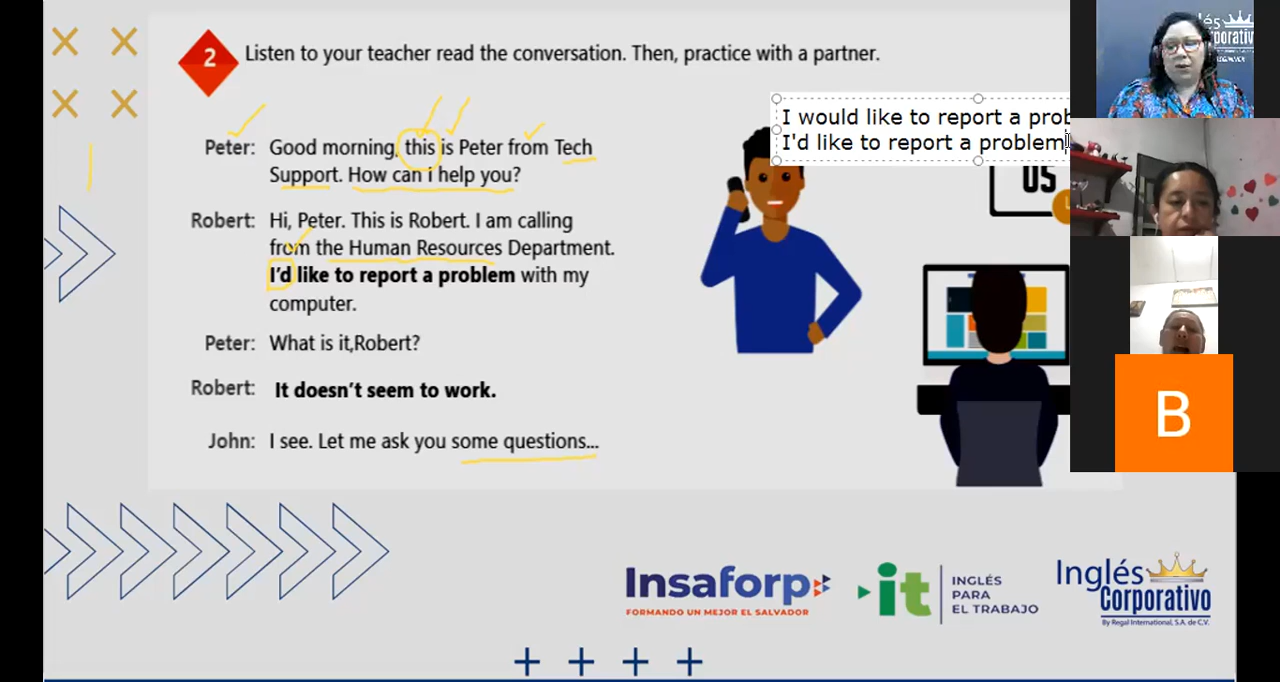 2 Listen to your teacher read the conversation. Then, practice with a partner.
Peter: Good morning, this is Peter from Tech
Support. How can i help you?
Robert: Hi, Peter. This is Robert. I am calling
from the Human Resources Department.
I'd like to report a problem with my
computer.
Peter: What is it,Robert?
Robert: It doesn't seem to work.
John: I see. Let me ask you some questions...
I would like to report a
I'd like to report a problem
B
Insaforp
FORMANDO UN MEJOR EL SALVADOR
it
INGLÉS
PARA
EL TRABAJO
Inglés
Corporativo
By Regal International, S.A. de C.V.